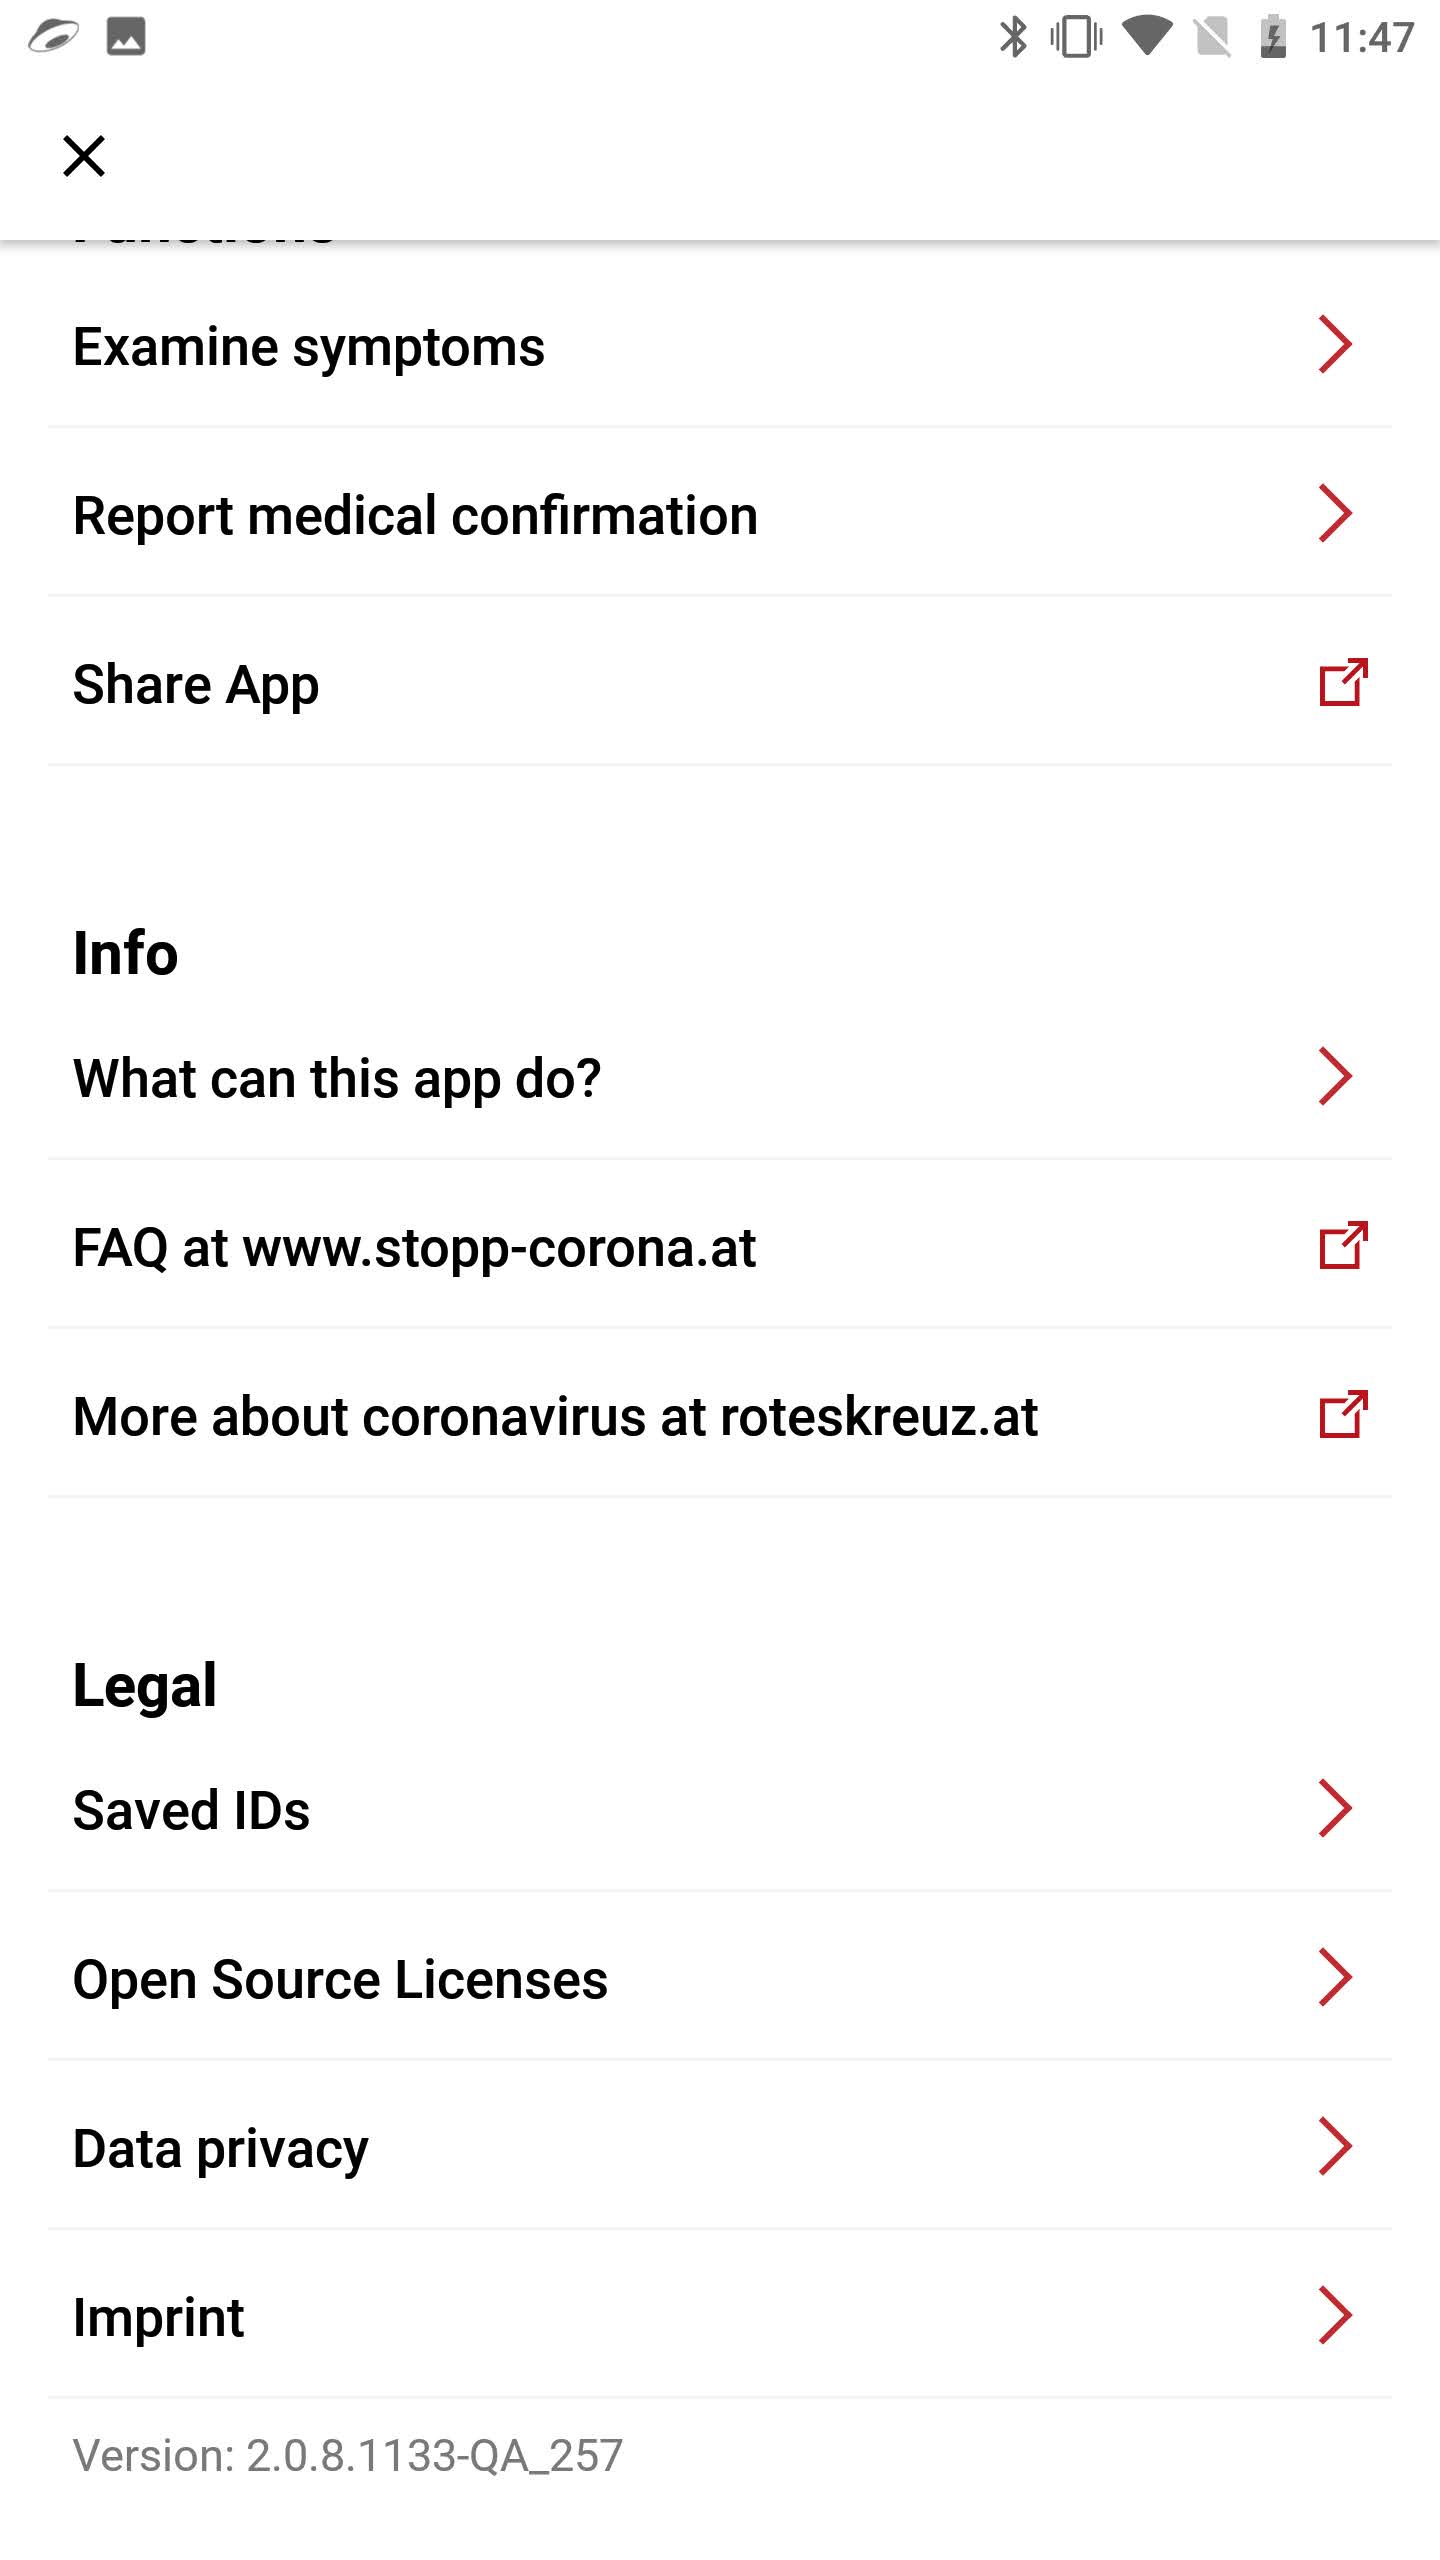 11:47
Functions
Examine symptoms
Report medical confirmation
Share App
Info
What can this app do?
FAQ at www.stopp-corona.at
More about coronavirus at roteskreuz.at
Legal
Saved IDs
Open Source Licenses
Data privacy
Imprint
Version: 2.0.8.1133-QA_257